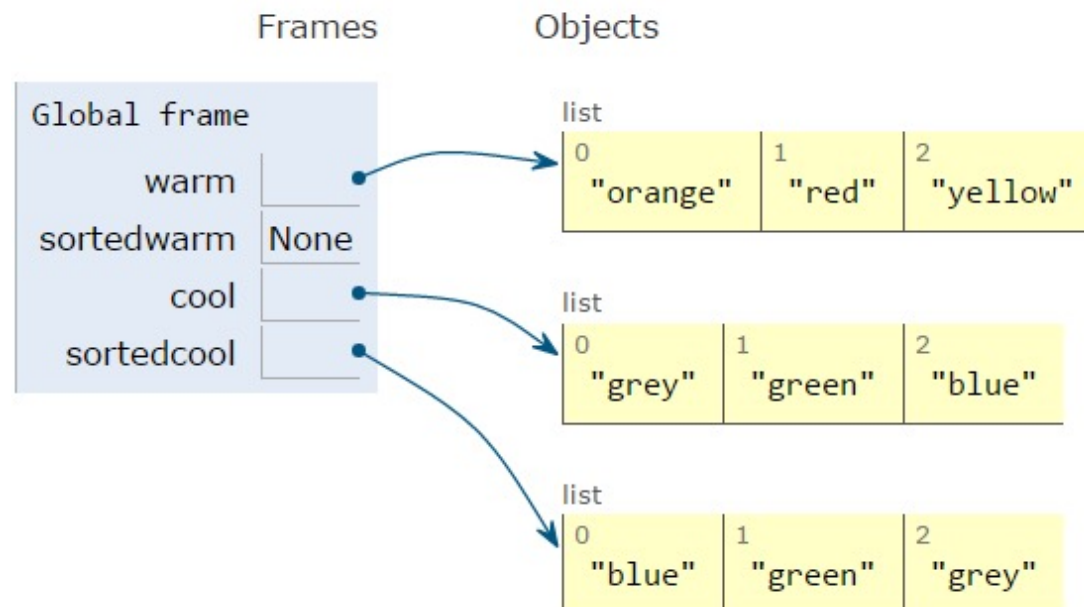 Frames Objects
Global frame
warm
sortedwarm None
cool
sortedcool
list
0 1 2
"orange" "red" "yellow"
list
0 1 2
"grey" "green" "blue"
list
0 1 2
"blue" "green" "grey"